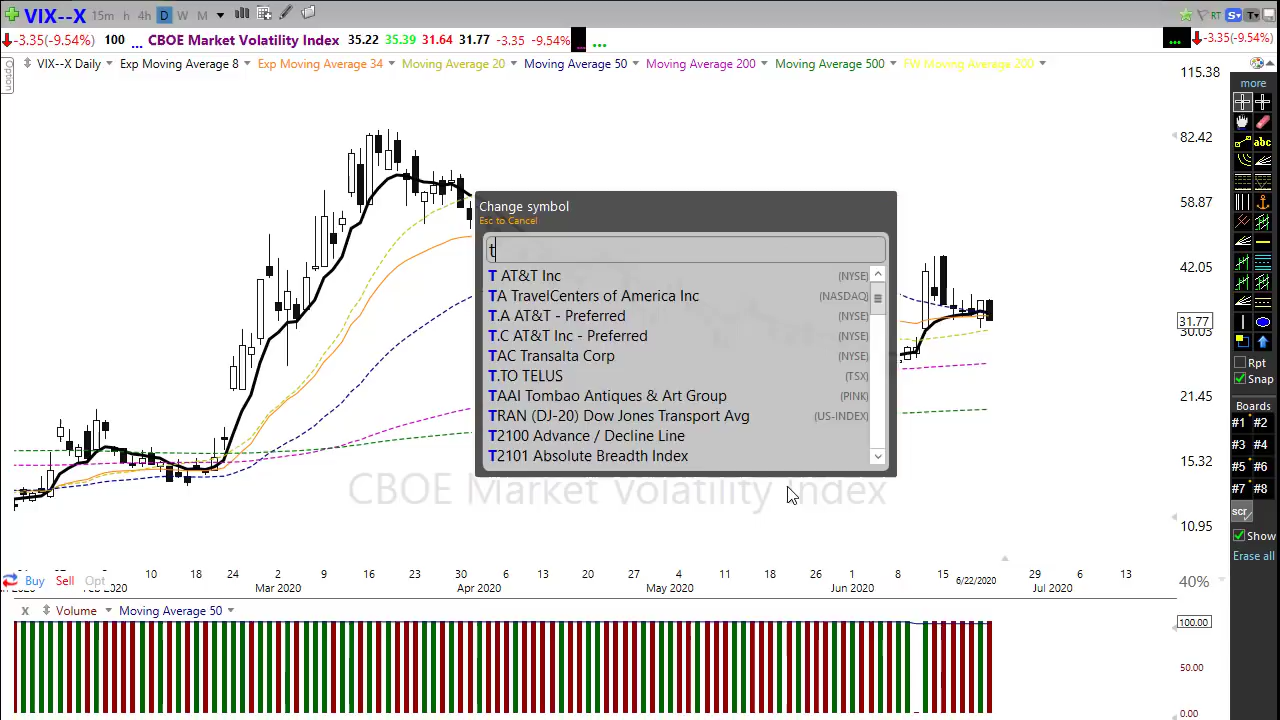 VIX--X 15m h 4h D W M RT S T
-3.35(-9.54%) 100 ... CBOE Market Volatility Index 35.22 35.39 31.64 31.77 -3.35 -9.54% ... ... -3.35(-9.54%)
Option
VIX--X Daily Exp Moving Average 8 Exp Moving Average 34 Moving Average 20 Moving Average 50 Moving Average 200 Moving Average 500 FW Moving Average 200
115.38
82.42
58.87
42.05
31.77
30.03
21.45
15.32
10.95
40%
Change symbol
Esc to Cancel
t
T AT&T Inc (NYSE)
TA TravelCenters of America Inc (NASDAQ)
T.A AT&T - Preferred (NYSE)
T.C AT&T Inc - Preferred (NYSE)
TAC Transalta Corp (NYSE)
T.TO TELUS (TSX)
TAAI Tombao Antiques & Art Group (PINK)
TRAN (DJ-20) Dow Jones Transport Avg (US-INDEX)
T2100 Advance / Decline Line
T2101 Absolute Breadth Index
CBOE Market Volatility Index
more
abc
Rpt
Snap
Boards
#1 #2
#3 #4
#5 #6
#7 #8
scr
Show
Erase all
Buy Sell Opt
10 18 24 2 9 16 23 30 6 13 20 27 4 11 18 26 1 8 15 6/22/2020 29 6 13
2020 Mar 2020 Apr 2020 May 2020 Jun 2020 Jul 2020
x Volume Moving Average 50
100.00
50.00
0.00